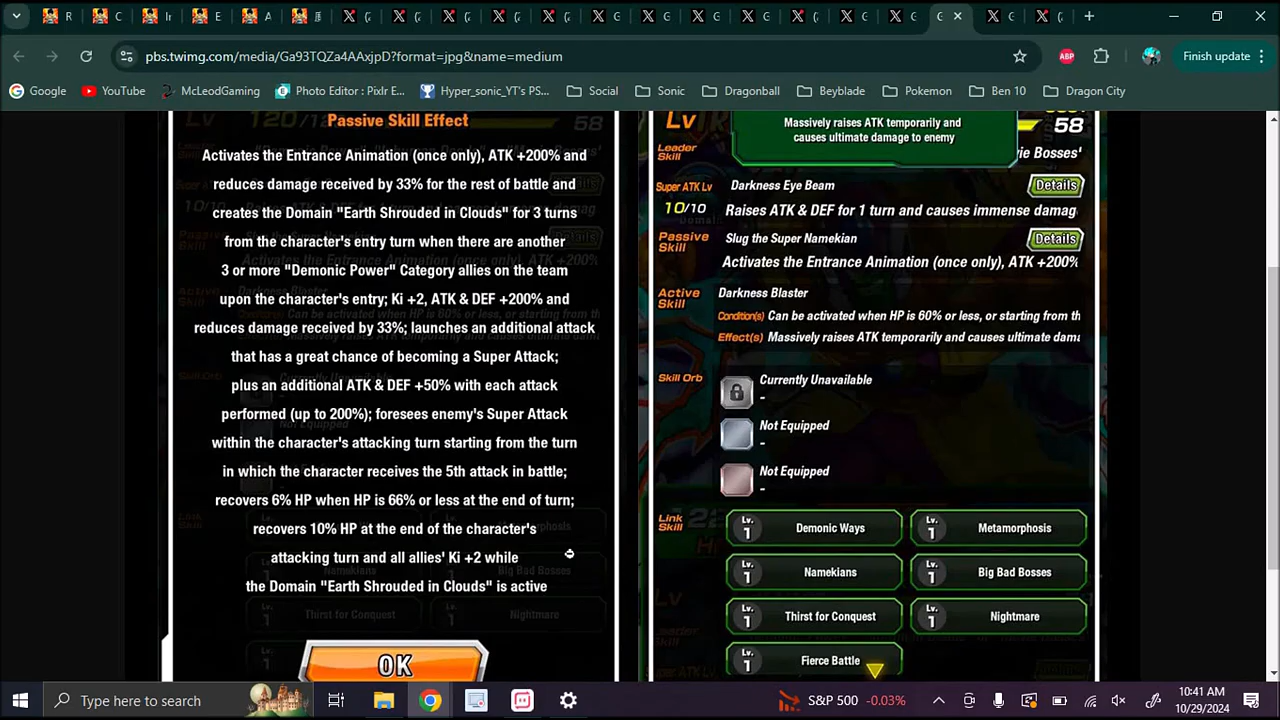 R
C
Ir
E
A
(
(
(
(
(
G
G
G
G
(
G
G
G
G
(
pbs.twimg.com/media/Ga93TQZa4AAxjpD?format=jpg&name=medium
ABP
Finish update
Google
YouTube
McLeodGaming
Photo Editor : Pixlr E...
Hyper_sonic_YT's PS...
Social
Sonic
Dragonball
Beyblade
Pokemon
Ben 10
Dragon City
Passive Skill Effect
Activates the Entrance Animation (once only), ATK +200% and
reduces damage received by 33% for the rest of battle and
creates the Domain "Earth Shrouded in Clouds" for 3 turns
from the character's entry turn when there are another
3 or more "Demonic Power" Category allies on the team
upon the character's entry; Ki +2, ATK & DEF +200% and
reduces damage received by 33%; launches an additional attack
that has a great chance of becoming a Super Attack;
plus an additional ATK & DEF +50% with each attack
performed (up to 200%); foresees enemy's Super Attack
within the character's attacking turn starting from the turn
in which the character receives the 5th attack in battle;
recovers 6% HP when HP is 66% or less at the end of turn;
recovers 10% HP at the end of the character's
attacking turn and all allies' Ki +2 while
the Domain "Earth Shrouded in Clouds" is active
OK
Massively raises ATK temporarily and
causes ultimate damage to enemy
Lv
58
Leader Skill
vie Bosses'
Super ATK Lv
10/10
Darkness Eye Beam
Details
Raises ATK & DEF for 1 turn and causes immense damag
Passive Skill
Slug the Super Namekian
Details
Activates the Entrance Animation (once only), ATK +200%
Active Skill
Darkness Blaster
Condition(s) Can be activated when HP is 60% or less, or starting from th
Effect(s) Massively raises ATK temporarily and causes ultimate dama
Skill Orb
Currently Unavailable
-
Not Equipped
-
Not Equipped
-
Link Skill
Lv. 1 Demonic Ways
Lv. 1 Metamorphosis
Lv. 1 Namekians
Lv. 1 Big Bad Bosses
Lv. 1 Thirst for Conquest
Lv. 1 Nightmare
Lv. 1 Fierce Battle
Type here to search
S&P 500 -0.03%
:41 AM
10/29/2024